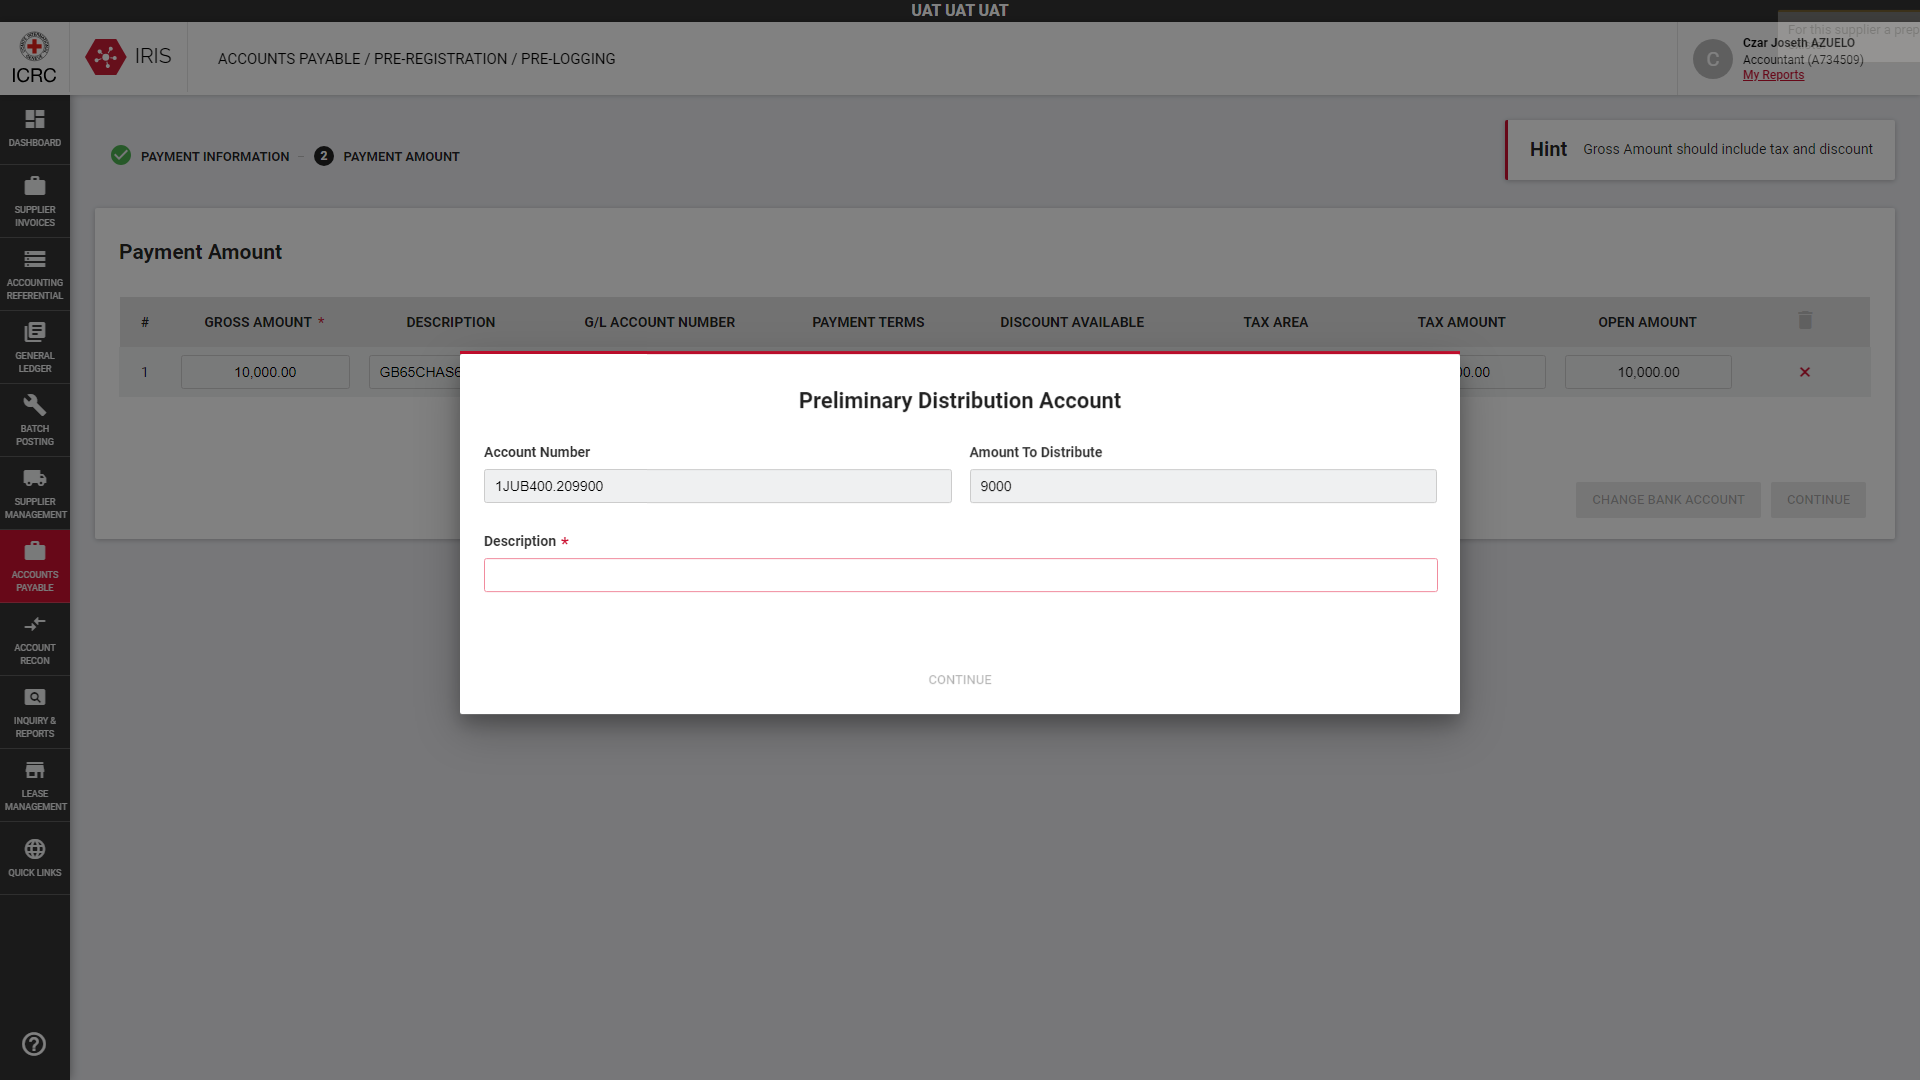 UAT UAT UAT
ICRC
IRIS
ACCOUNTS PAYABLE / PRE-REGISTRATION / PRE-LOGGING
For this supplier a prep
C
Czar Joseth AZUELO
Accountant (A734509)
My Reports
DASHBOARD
SUPPLIER
INVOICES
ACCOUNTING
REFERENTIAL
GENERAL
LEDGER
BATCH
POSTING
SUPPLIER
MANAGEMENT
ACCOUNTS
PAYABLE
ACCOUNT
RECON
INQUIRY &
REPORTS
LEASE
MANAGEMENT
QUICK LINKS
PAYMENT INFORMATION
2 PAYMENT AMOUNT
Hint Gross Amount should include tax and discount
Payment Amount
# GROSS AMOUNT * DESCRIPTION G/L ACCOUNT NUMBER PAYMENT TERMS DISCOUNT AVAILABLE TAX AREA TAX AMOUNT OPEN AMOUNT
1 10,000.00 GB65CHAS6 00.00 10,000.00
CHANGE BANK ACCOUNT CONTINUE
Preliminary Distribution Account
Account Number Amount To Distribute
1JUB400.209900 9000
Description *
CONTINUE